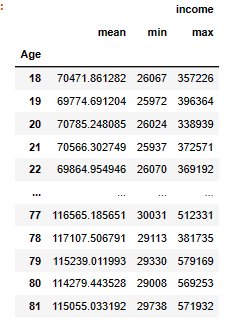 :
income
mean min max
Age
18 70471.861282 26067 357226
19 69774.691204 25972 396364
20 70785.248085 26024 338939
21 70566.302749 25937 372571
22 69864.954946 26070 369192
... ... ... ...
77 116565.185651 30031 512331
78 117107.506791 29113 381735
79 115239.011993 29330 579169
80 114279.443528 29008 569253
81 115055.033192 29738 571932